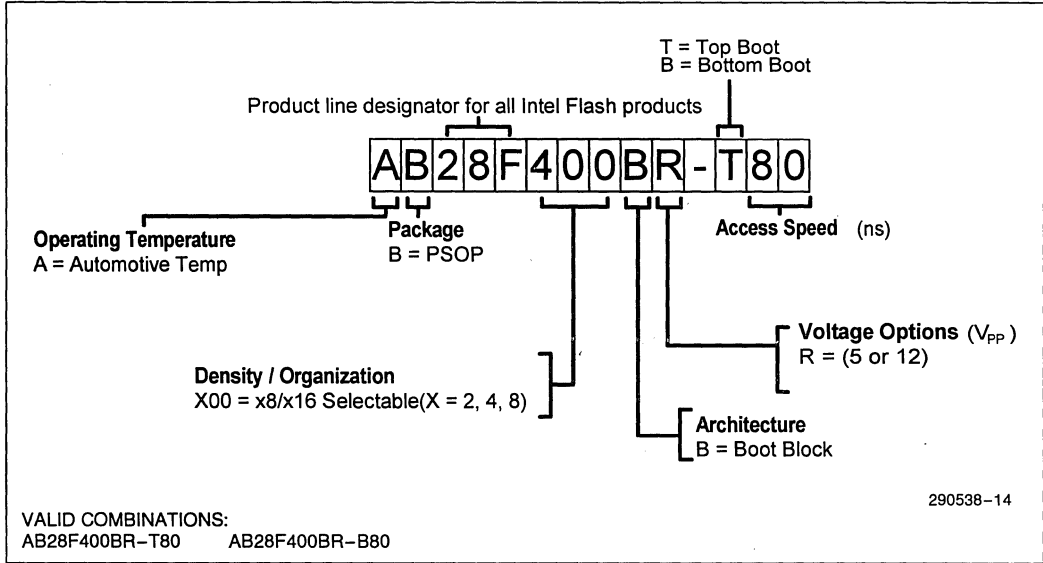 T = Top Boot
B = Bottom Boot
Product line designator for all Intel Flash products
AB28F400BR-T80
Operating Temperature
A = Automotive Temp
Package
B = PSOP
Access Speed (ns)
Voltage Options (VPP)
R = (5 or 12)
Density / Organization
X00 = x8/x16 Selectable(X = 2, 4, 8)
Architecture
B = Boot Block
290538–14
VALID COMBINATIONS:
AB28F400BR–T80 AB28F400BR–B80